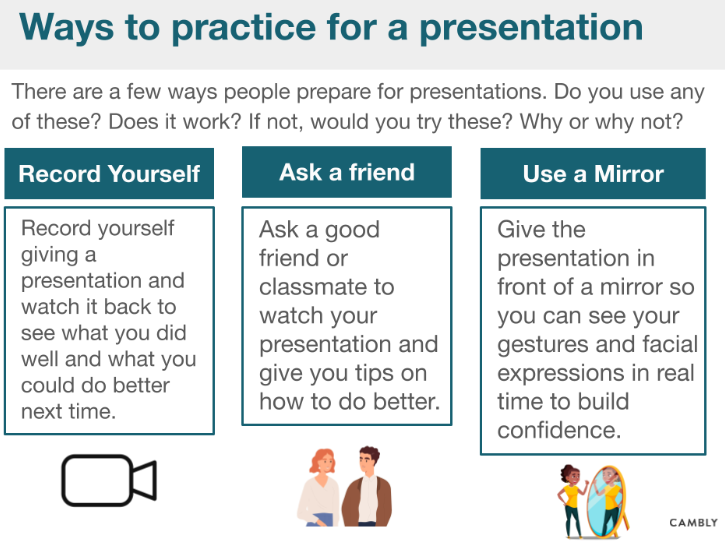 Ways to practice for a presentation
There are a few ways people prepare for presentations. Do you use any
of these? Does it work? If not, would you try these? Why or why not?
Record Yourself
Record yourself
giving a
presentation and
watch it back to
see what you did
well and what you
could do better
next time.
Ask a friend
Ask a good
friend or
classmate to
watch your
presentation and
give you tips on
how to do better.
Use a Mirror
Give the
presentation in
front of a mirror so
you can see your
gestures and facial
expressions in real
time to build
confidence.
CAMBLY